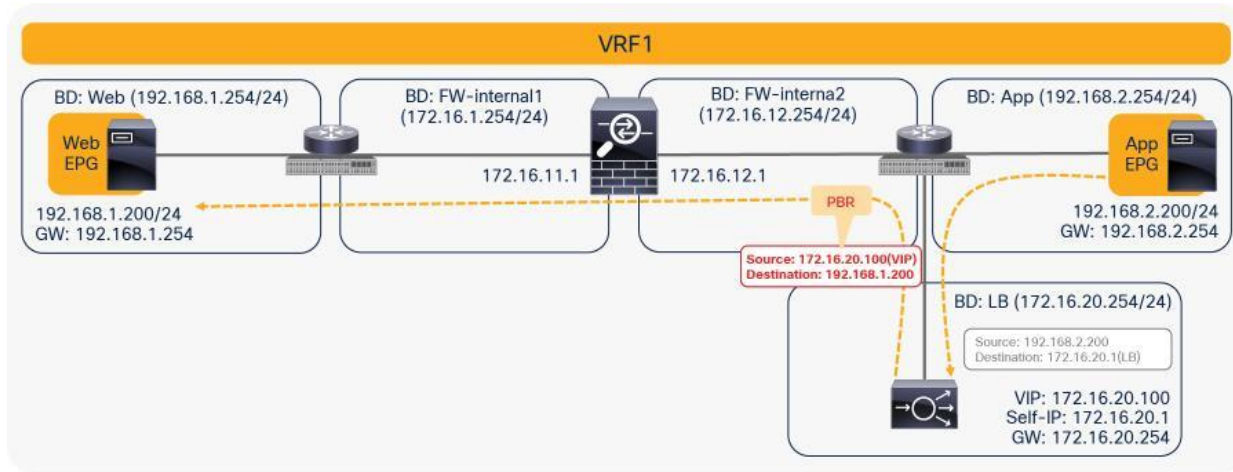 VRF1
BD: Web (192.168.1.254/24)
Web
EPG
192.168.1.200/24
GW: 192.168.1.254
BD: FW-internal1
(172.16.1.254/24)
172.16.11.1
BD: FW-interna2
(172.16.12.254/24)
172.16.12.1
PBR
Source: 172.16.20.100(VIP)
Destination: 192.168.1.200
BD: App (192.168.2.254/24)
App
EPG
192.168.2.200/24
GW: 192.168.2.254
BD: LB (172.16.20.254/24)
Source: 192.168.2.200
Destination: 172.16.20.1(LB)
VIP: 172.16.20.100
Self-IP: 172.16.20.1
GW: 172.16.20.254